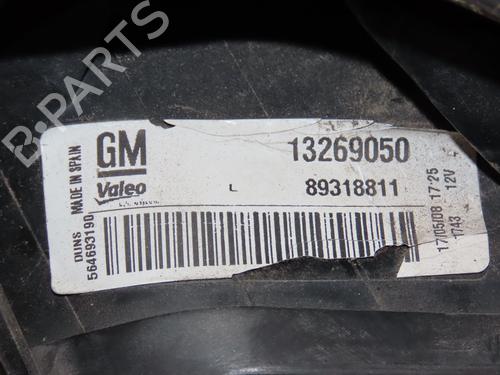 B-PARTS
GM
13269050
Valeo
L
89318811
MADE IN SPAIN
DUNS
564693190
17/05/08 17:25
12V
1743